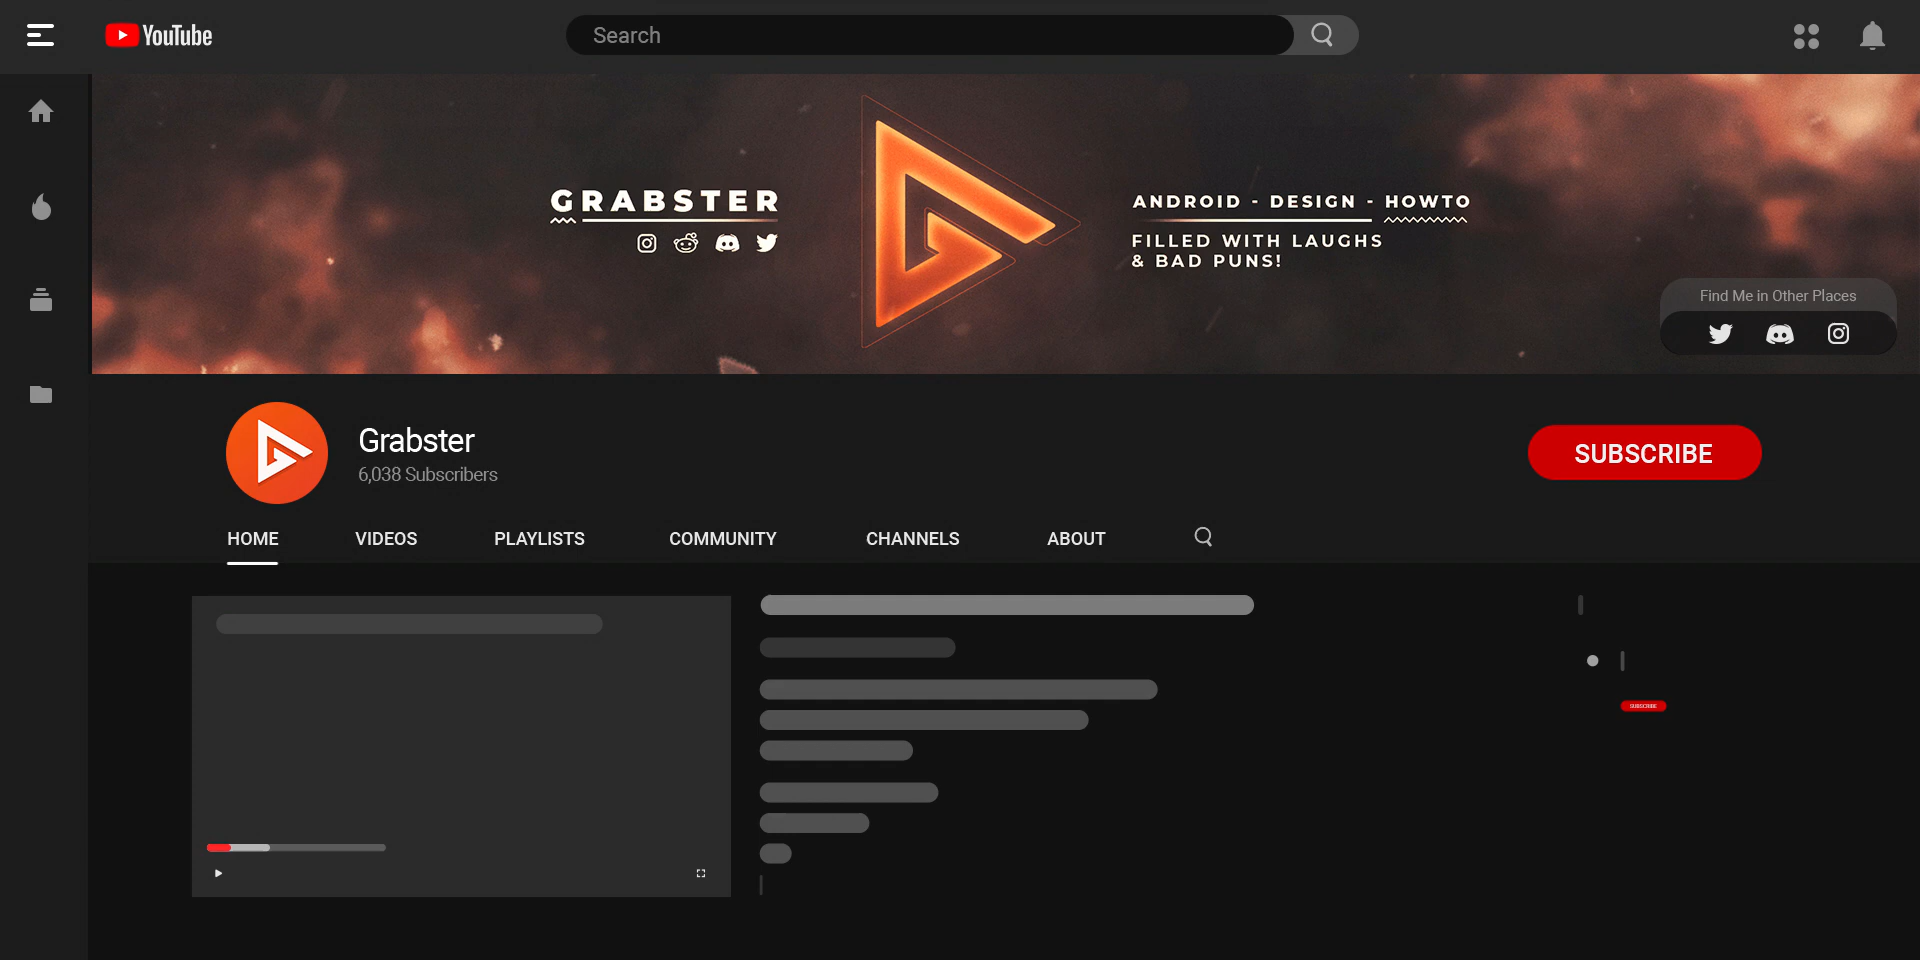 YouTube
Search
GRABSTER
ANDROID - DESIGN - HOWTO
FILLED WITH LAUGHS
& BAD PUNS!
Find Me in Other Places
Grabster
6,038 Subscribers
SUBSCRIBE
HOME VIDEOS PLAYLISTS COMMUNITY CHANNELS ABOUT
SUBSCRIBE